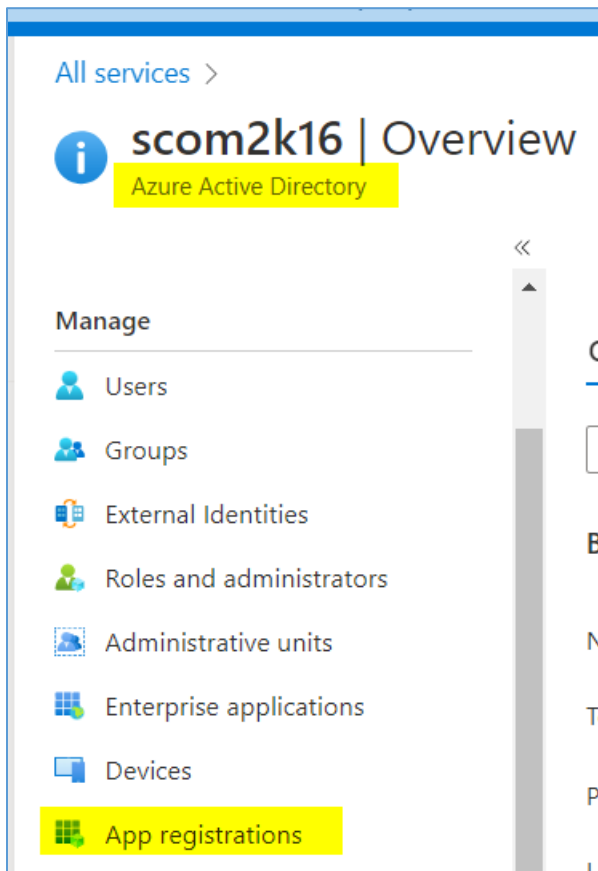 All services >
scom2k16 | Overview
Azure Active Directory
«
Manage
Users
Groups
External Identities
Roles and administrators
Administrative units
Enterprise applications
Devices
App registrations